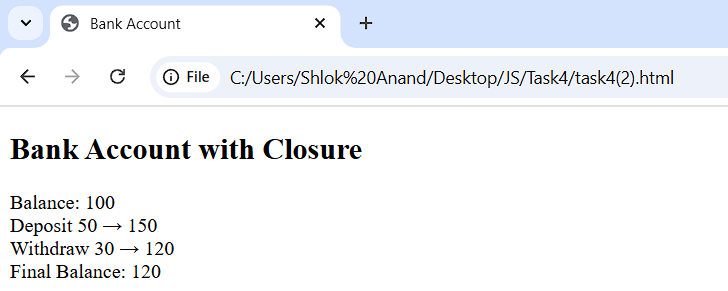 Bank Account
File
C:/Users/Shlok%20Anand/Desktop/JS/Task4/task4(2).html
Bank Account with Closure
Balance: 100
Deposit 50 → 150
Withdraw 30 → 120
Final Balance: 120